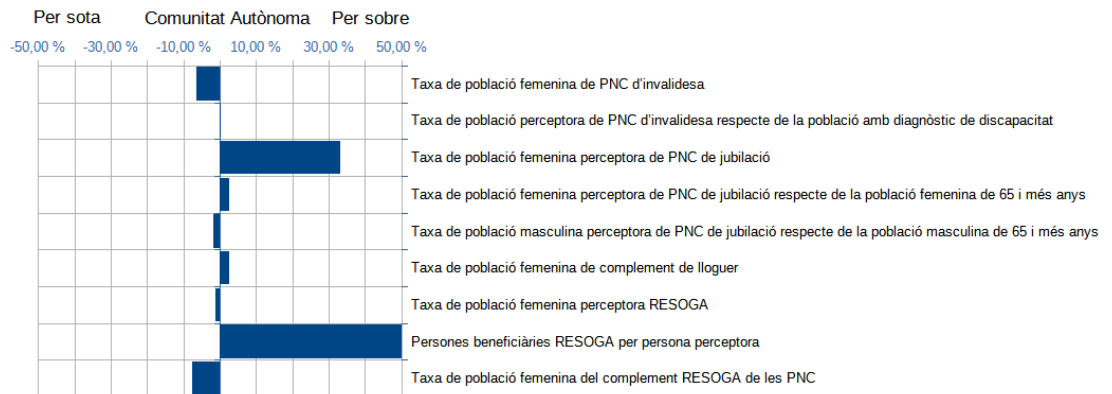 Per sota Comunitat Autònoma Per sobre
-50,00 % -30,00 % -10,00 % 10,00 % 30,00 % 50,00 %
Taxa de població femenina de PNC d'invalidesa
Taxa de població perceptora de PNC d'invalidesa respecte de la població amb diagnòstic de discapacitat
Taxa de població femenina perceptora de PNC de jubilació
Taxa de població femenina perceptora de PNC de jubilació respecte de la població femenina de 65 i més anys
Taxa de població masculina perceptora de PNC de jubilació respecte de la població masculina de 65 i més anys
Taxa de població femenina de complement de lloguer
Taxa de població femenina perceptora RESOGA
Persones beneficiàries RESOGA per persona perceptora
Taxa de població femenina del complement RESOGA de les PNC